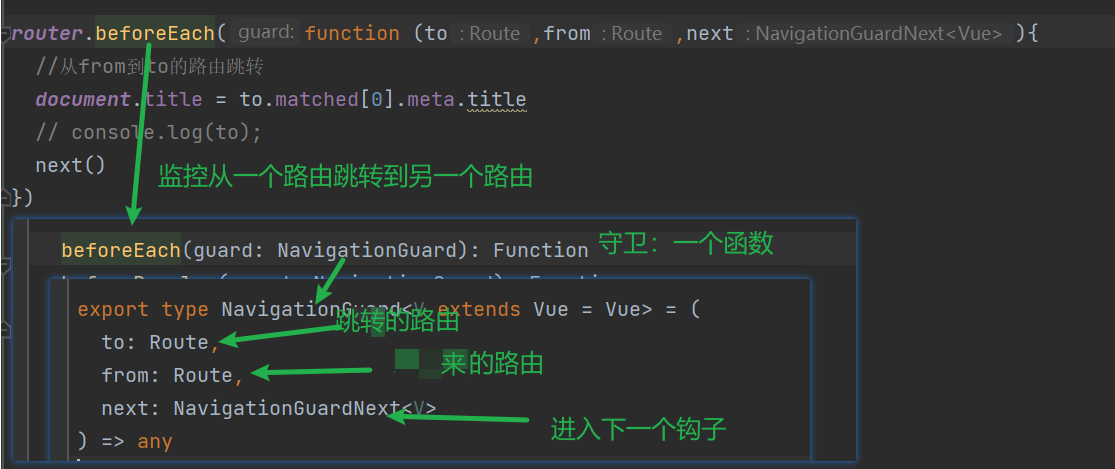 router.beforeEach( guard: function (to : Route ,from : Route ,next : NavigationGuardNext<Vue> ){
//从from到to的路由跳转
document.title = to.matched[0].meta.title
// console.log(to);
next()
监控从一个路由跳转到另一个路由
})
beforeEach(guard: NavigationGuard): Function
守卫：一个函数
export type NavigationGuard<V extends Vue = Vue> = (
跳转的路由
to: Route,
来的路由
from: Route,
next: NavigationGuardNext<V>
进入下一个钩子
) => any